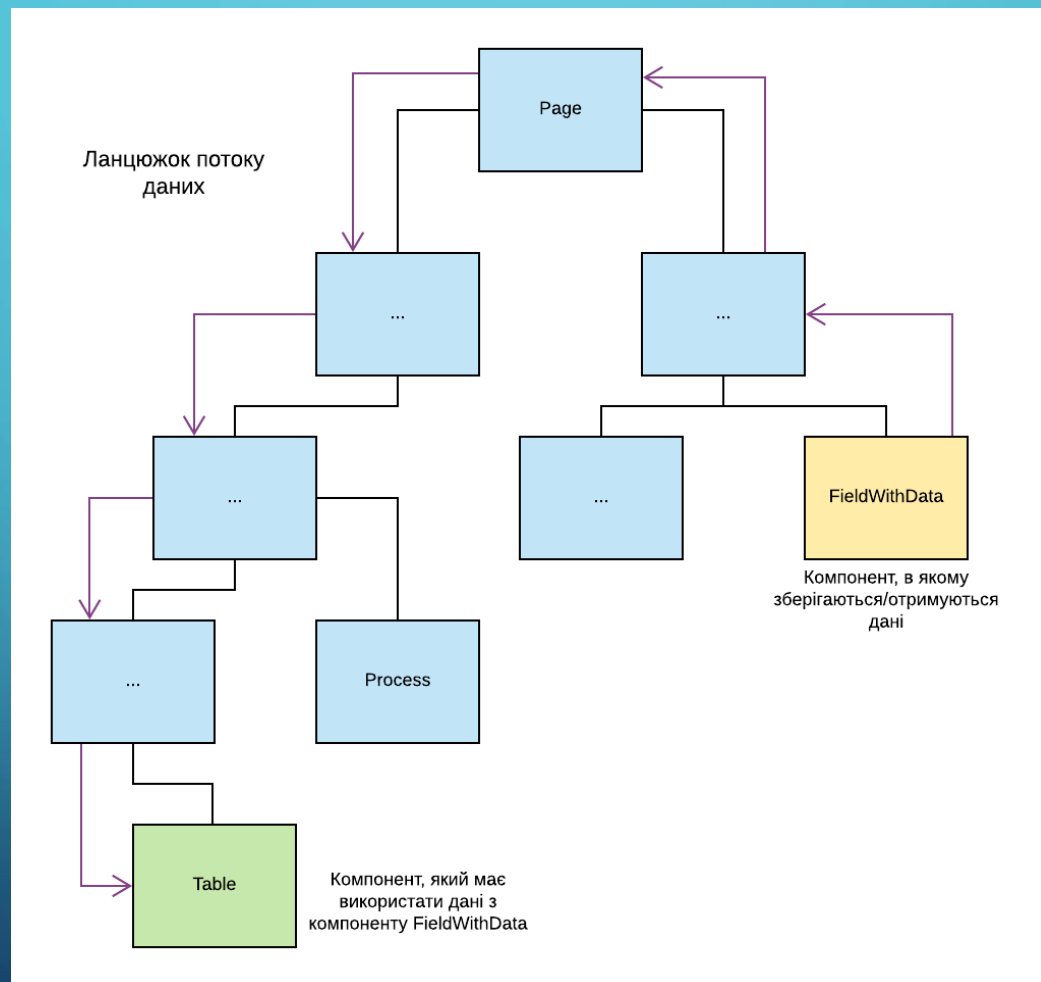 Page
Ланцюжок потоку
даних
...
...
...
...
FieldWithData
Компонент, в якому
зберігаються/отримуються
дані
...
Process
Table
Компонент, який має
використати дані з
компоненту FieldWithData